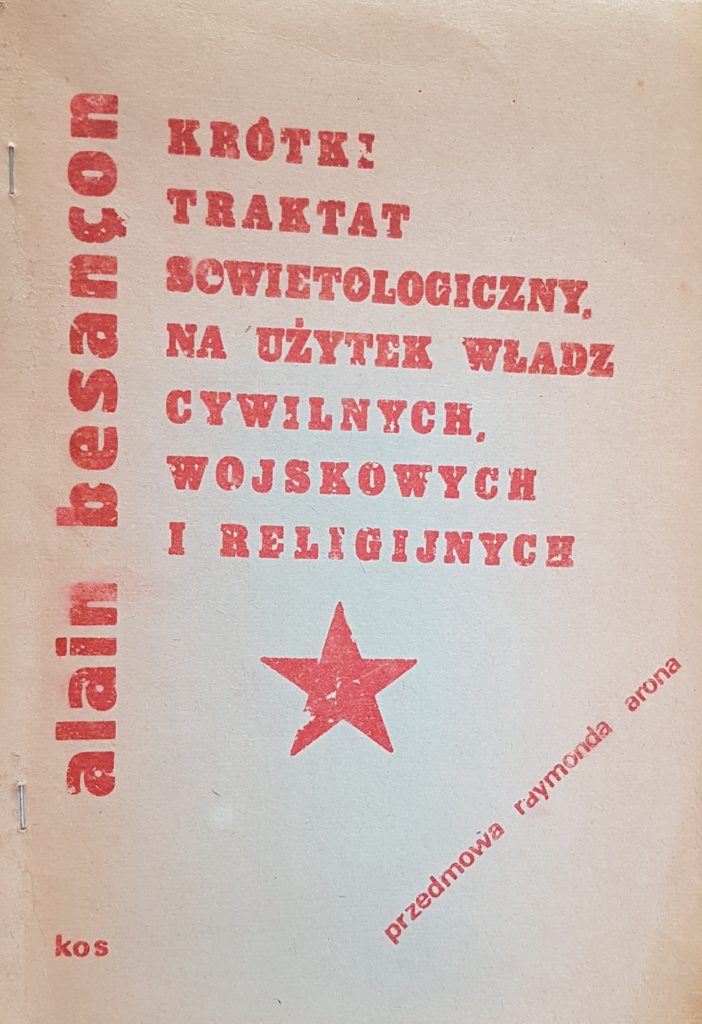 alain besançon
KRÓTKI
TRAKTAT
SOWIETOLOGICZNY,
NA UŻYTEK WŁADZ
CYWILNYCH,
WOJSKOWYCH
I RELIGIJNYCH
przedmowa raymonda arona
kos